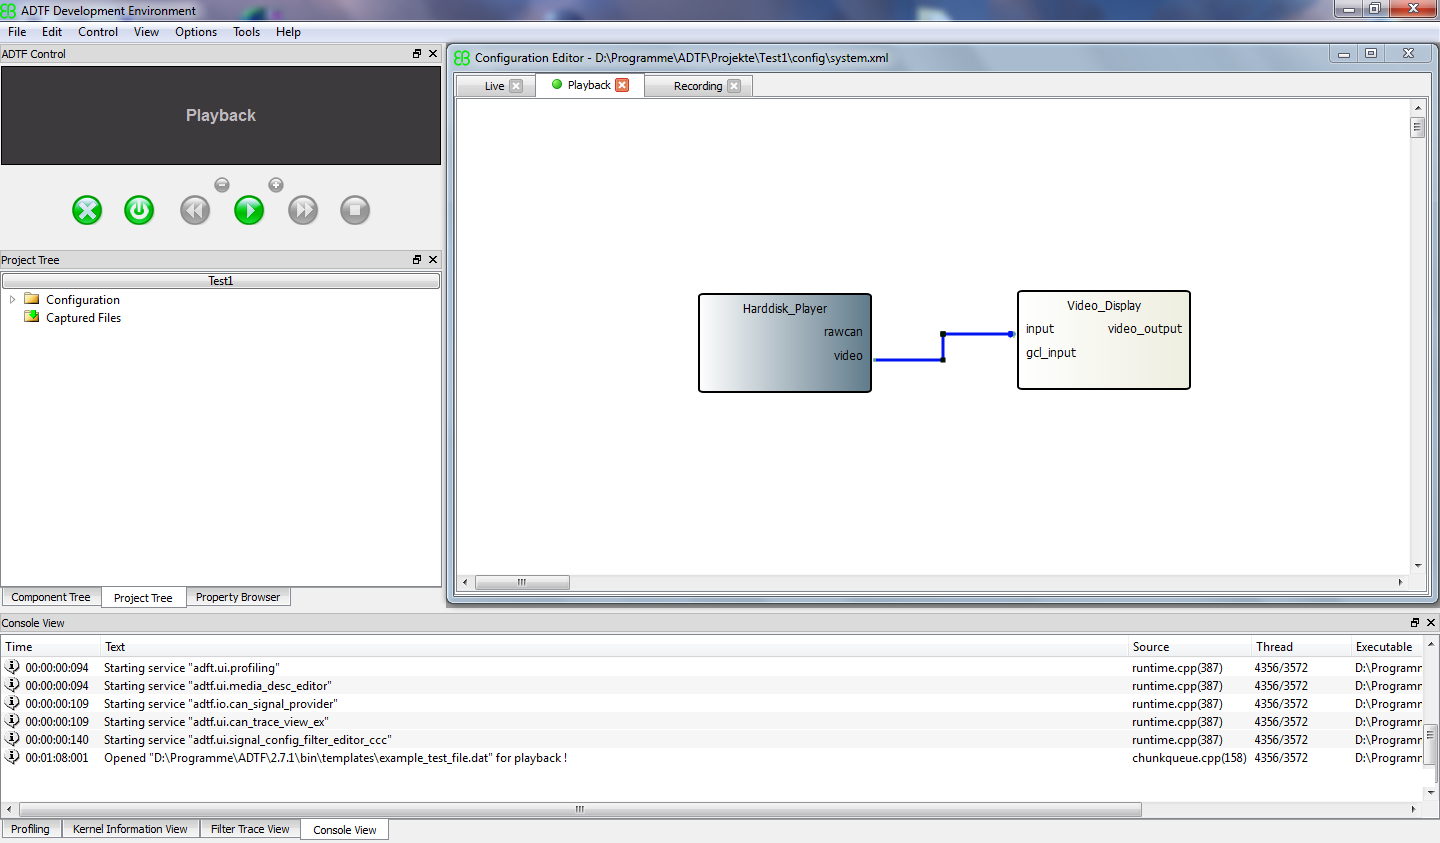 ADTF Development Environment
File Edit Control View Options Tools Help
ADTF Control
Playback
Project Tree
Test1
Configuration
Captured Files
Component Tree Project Tree Property Browser
Configuration Editor - D:\Programme\ADTF\Projekte\Test1\config\system.xml
Live Playback Recording
Harddisk_Player
rawcan
video
Video_Display
input video_output
gcl_input
Console View
Time Text Source Thread Executable
00:00:00:094 Starting service "adft.ui.profiling" runtime.cpp(387) 4356/3572 D:\Programr
00:00:00:094 Starting service "adtf.ui.media_desc_editor" runtime.cpp(387) 4356/3572 D:\Programr
00:00:00:109 Starting service "adtf.io.can_signal_provider" runtime.cpp(387) 4356/3572 D:\Programr
00:00:00:109 Starting service "adtf.ui.can_trace_view_ex" runtime.cpp(387) 4356/3572 D:\Programr
00:00:00:140 Starting service "adtf.ui.signal_config_filter_editor_ccc" runtime.cpp(387) 4356/3572 D:\Programr
00:01:08:001 Opened "D:\Programme\ADTF\2.7.1\bin\templates\example_test_file.dat" for playback ! chunkqueue.cpp(158) 4356/3572 D:\Programr
Profiling Kernel Information View Filter Trace View Console View